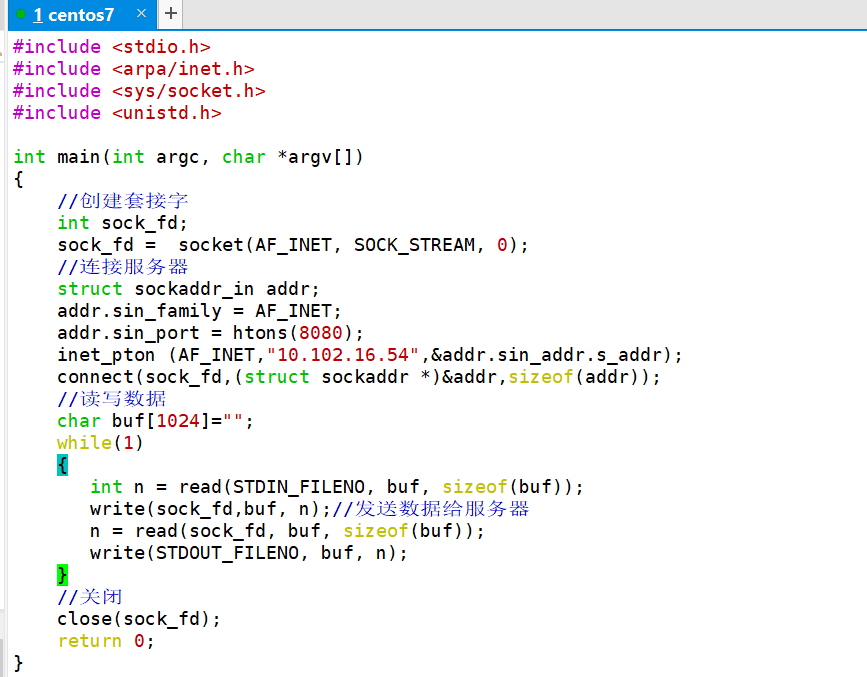 1 centos7 × +
#include <stdio.h>
#include <arpa/inet.h>
#include <sys/socket.h>
#include <unistd.h>
int main(int argc, char *argv[])
{
    //创建套接字
    int sock_fd;
    sock_fd =  socket(AF_INET, SOCK_STREAM, 0);
    //连接服务器
    struct sockaddr_in addr;
    addr.sin_family = AF_INET;
    addr.sin_port = htons(8080);
    inet_pton (AF_INET,"10.102.16.54",&addr.sin_addr.s_addr);
    connect(sock_fd,(struct sockaddr *)&addr,sizeof(addr));
    //读写数据
    char buf[1024]="";
    while(1)
    {
       int n = read(STDIN_FILENO, buf, sizeof(buf));
       write(sock_fd,buf, n);//发送数据给服务器
       n = read(sock_fd, buf, sizeof(buf));
       write(STDOUT_FILENO, buf, n);
    }
    //关闭
    close(sock_fd);
    return 0;
}